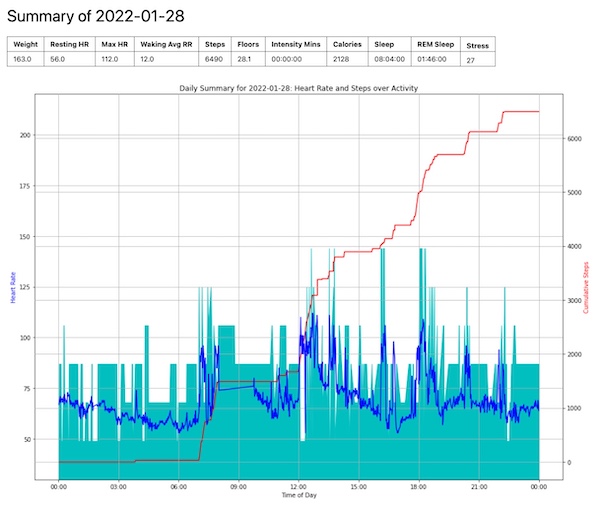 Summary of 2022-01-28
Weight Resting HR Max HR Waking Avg RR Steps Floors Intensity Mins Calories Sleep REM Sleep Stress
163.0 56.0 112.0 12.0 6490 28.1 00:00:00 2128 08:04:00 01:46:00 27
Daily Summary for 2022-01-28: Heart Rate and Steps over Activity
200
175
150
125
100
75
50
Heart Rate
6000
5000
4000
3000
2000
1000
0
Cumulative Steps
00:00 03:00 06:00 09:00 12:00 15:00 18:00 21:00 00:00
Time of Day